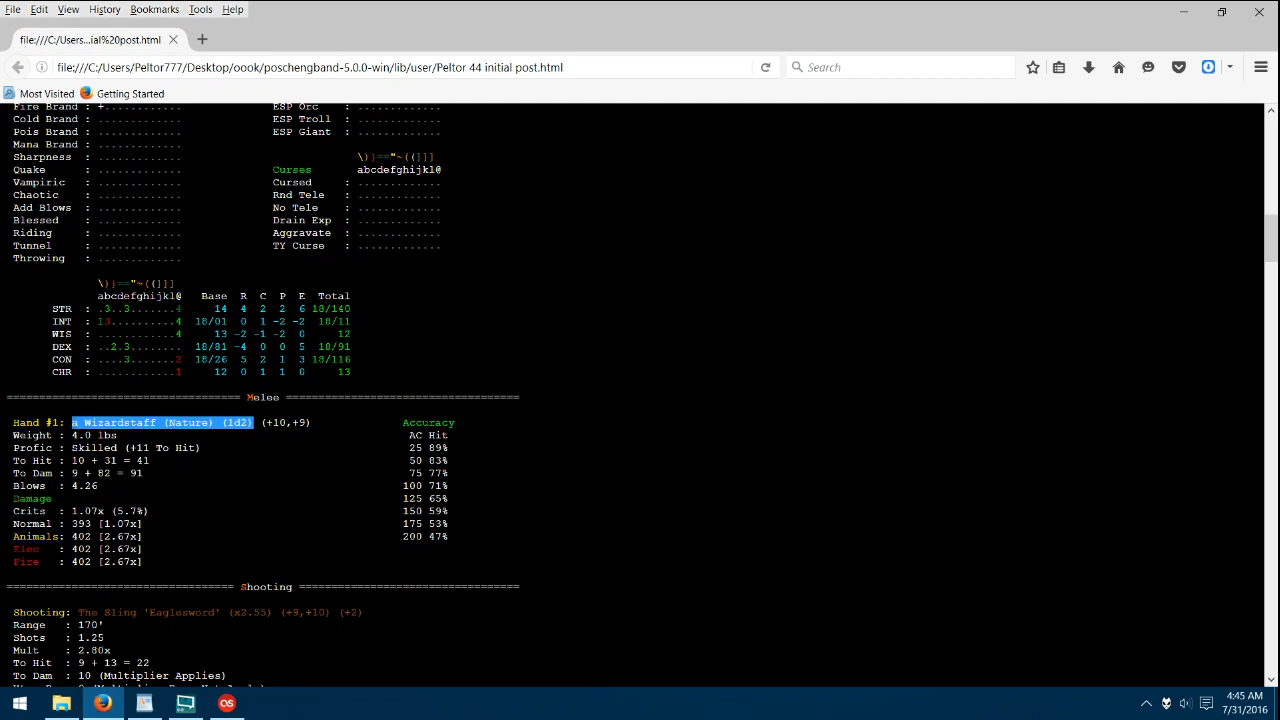 File Edit View History Bookmarks Tools Help
file:///C:/Users...ial%20post.html
file:///C:/Users/Peltor777/Desktop/oook/poschengband-5.0.0-win/lib/user/Peltor 44 initial post.html
Search
Most Visited Getting Started
Fire Brand : +............ ESP Orc : .............
Cold Brand : ............. ESP Troll : .............
Pois Brand : ............. ESP Giant : .............
Mana Brand : .............
Sharpness : ............. \)}=="~((]]]
Quake : ............. Curses abcdefghijkl@
Vampiric : ............. Cursed : .............
Chaotic : ............. Rnd Tele : .............
Add Blows : ............. No Tele : .............
Blessed : ............. Drain Exp : .............
Riding : ............. Aggravate : .............
Tunnel : ............. TY Curse : .............
Throwing : .............
\)}=="~((]]]
abcdefghijkl@ Base R C P E Total
STR : .3..3.......4 14 4 2 2 6 18/140
INT : 13..........4 18/01 0 1 -2 -2 18/11
WIS : ............4 13 -2 -1 -2 0 12
DEX : ..2.3........ 18/81 -4 0 0 5 18/91
CON : ....3.......2 18/26 5 2 1 3 18/116
CHR : ............1 12 0 1 1 0 13
=================================== Melee ====================================
Hand #1: a Wizardstaff (Nature) (1d2) (+10,+9) Accuracy
Weight : 4.0 lbs AC Hit
Profic : Skilled (+11 To Hit) 25 89%
To Hit : 10 + 31 = 41 50 83%
To Dam : 9 + 82 = 91 75 77%
Blows : 4.26 100 71%
Damage 125 65%
Crits : 1.07x (5.7%) 150 59%
Normal : 393 [1.07x] 175 53%
Animals: 402 [2.67x] 200 47%
Elec : 402 [2.67x]
Fire : 402 [2.67x]
================================== Shooting ==================================
Shooting: The Sling 'Eaglesword' (x2.55) (+9,+10) (+2)
Range : 170'
Shots : 1.25
Mult : 2.80x
To Hit : 9 + 13 = 22
To Dam : 10 (Multiplier Applies)
4:45 AM
7/31/2016